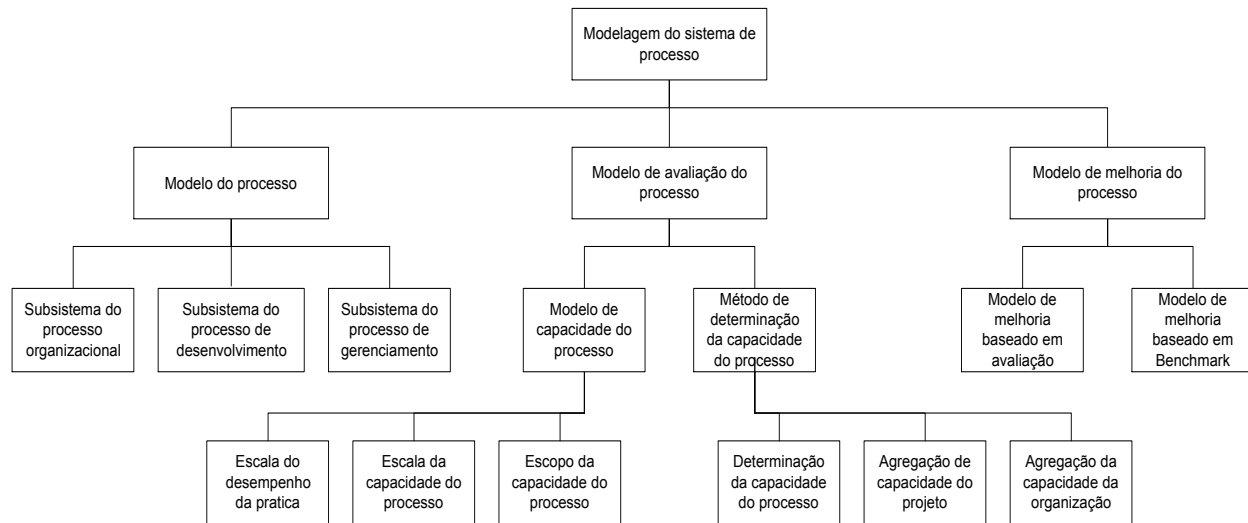 Modelagem do sistema de
processo
Modelo do processo
Modelo de avaliação do
processo
Modelo de melhoria do
processo
Subsistema do
processo
organizacional
Subsistema do
processo de
desenvolvimento
Subsistema do
processo de
gerenciamento
Modelo de
capacidade do
processo
Método de
determinação
da capacidade
do processo
Modelo de
melhoria
baseado em
avaliação
Modelo de
melhoria
baseado em
Benchmark
Escala do
desempenho
da pratica
Escala da
capacidade do
processo
Escopo da
capacidade do
processo
Determinação
da capacidade
do processo
Agregação de
capacidade do
projeto
Agregação da
capacidade da
organização